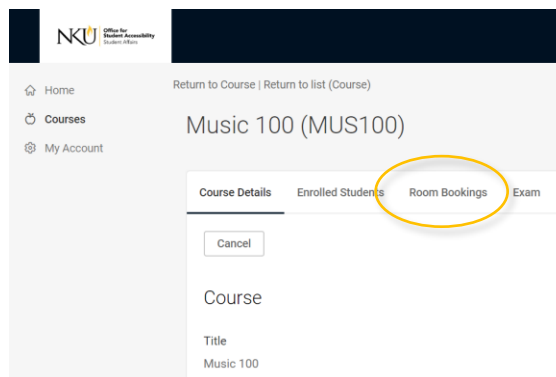 NKU Office for
Student Accessibility
Student Affairs
Home
Courses
My Account
Return to Course | Return to list (Course)
Music 100 (MUS100)
Course Details Enrolled Students Room Bookings Exam
Cancel
Course
Title
Music 100